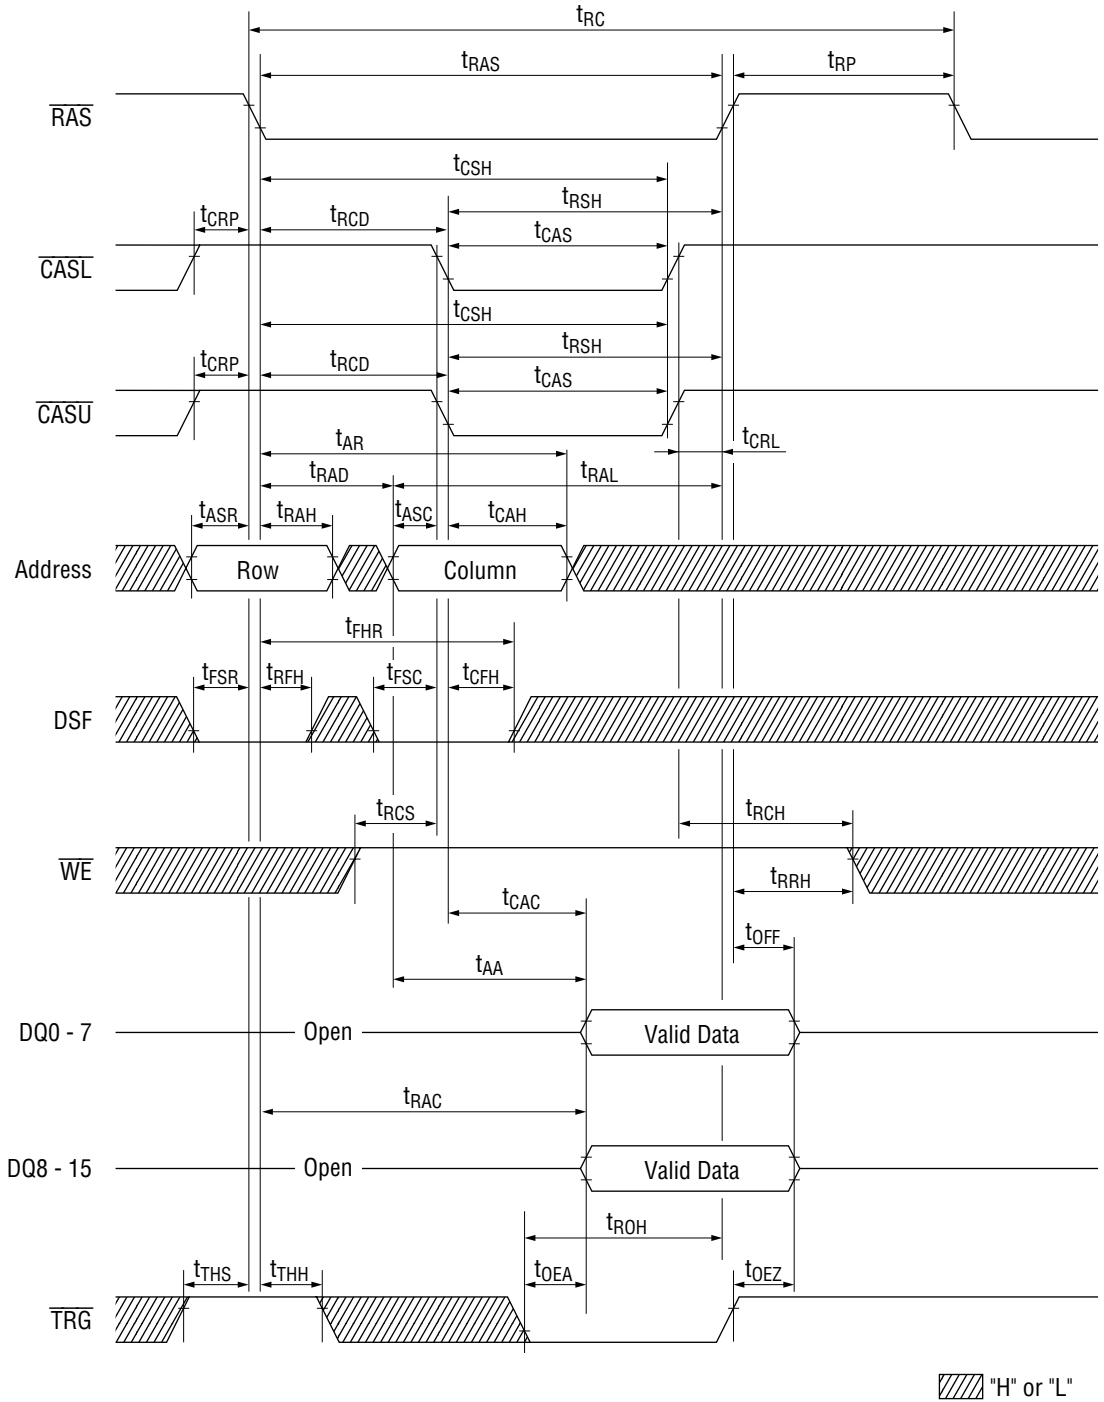 tRC
tRAS tRP
RAS
tCSH
tRSH
tCRP tRCD tCAS
CASL
tCSH
tRSH
tCRP tRCD tCAS
CASU
tAR tCRL
tRAD tRAL
tASR tRAH tASC tCAH
Address Row Column
tFHR
tFSR tRFH tFSC tCFH
DSF
tRCS tRCH
WE
tRRH
tCAC
tOFF
tAA
DQ0 - 7 Open Valid Data
tRAC
DQ8 - 15 Open Valid Data
tROH
tTHS tTHH tOEA tOEZ
TRG
"H" or "L"